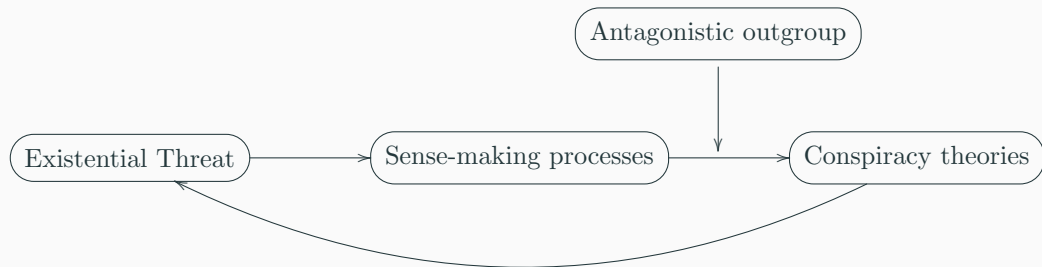 Antagonistic outgroup
Existential Threat
Sense-making processes
Conspiracy theories